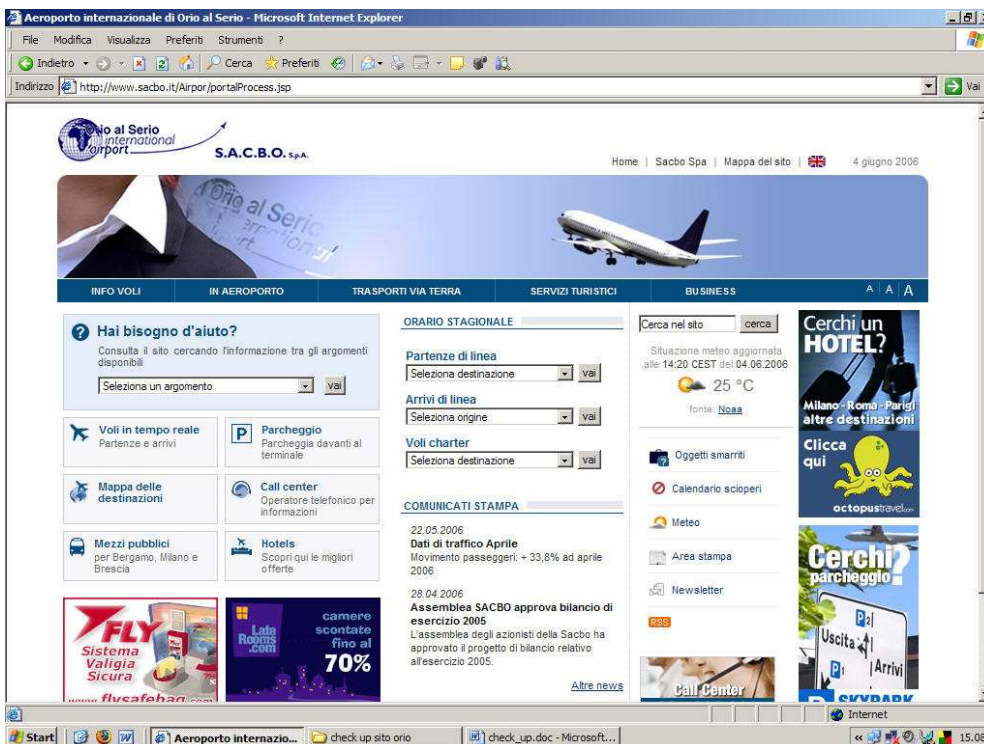 Aeroporto internazionale di Orio al Serio - Microsoft Internet Explorer
File Modifica Visualizza Preferiti Strumenti ?
Indietro Cerca Preferiti
Indirizzo http://www.sacbo.it/Airpor/portalProcess.jsp Vai
Orio al Serio
international
airport
S.A.C.B.O. S.p.A.
Home | Sacbo Spa | Mappa del sito | 4 giugno 2006
Orio al Serio
INFO VOLI IN AEROPORTO TRASPORTI VIA TERRA SERVIZI TURISTICI BUSINESS A | A | A
Hai bisogno d'aiuto?
Consulta il sito cercando l'informazione tra gli argomenti
disponibili
Seleziona un argomento vai
Voli in tempo reale
Partenze e arrivi
Parcheggio
Parcheggia davanti al
terminale
Mappa delle
destinazioni
Call center
Operatore telefonico per
informazioni
Mezzi pubblici
per Bergamo, Milano e
Brescia
Hotels
Scopri qui le migliori
offerte
FLY
Sistema
Valigia
Sicura
www.flysafebag.com
Late
Rooms
.com
camere
scontate
fino al
70%
ORARIO STAGIONALE
Partenze di linea
Seleziona destinazione vai
Arrivi di linea
Seleziona origine vai
Voli charter
Seleziona destinazione vai
COMUNICATI STAMPA
22.05.2006
Dati di traffico Aprile
Movimento passeggeri: + 33,8% ad aprile
2006
28.04.2006
Assemblea SACBO approva bilancio di
esercizio 2005
L'assemblea degli azionisti della Sacbo ha
approvato il progetto di bilancio relativo
all'esercizio 2005.
Altre news
Cerca nel sito cerca
Situazione meteo aggiornata
alle 14:20 CEST del 04.06.2006
25 °C
fonte: Noaa
Oggetti smarriti
Calendario scioperi
Meteo
Area stampa
Newsletter
RSS
Call Center
Cerchi un
HOTEL?
Milano - Roma - Parigi
altre destinazioni
Clicca
qui
octopustravel.com
Cerchi
parcheggio?
P2
Uscita
P1 Arrivi
P SKYPARK
Internet
Start Aeroporto internazio... check up sito orio check_up.doc - Microsoft... 15.08